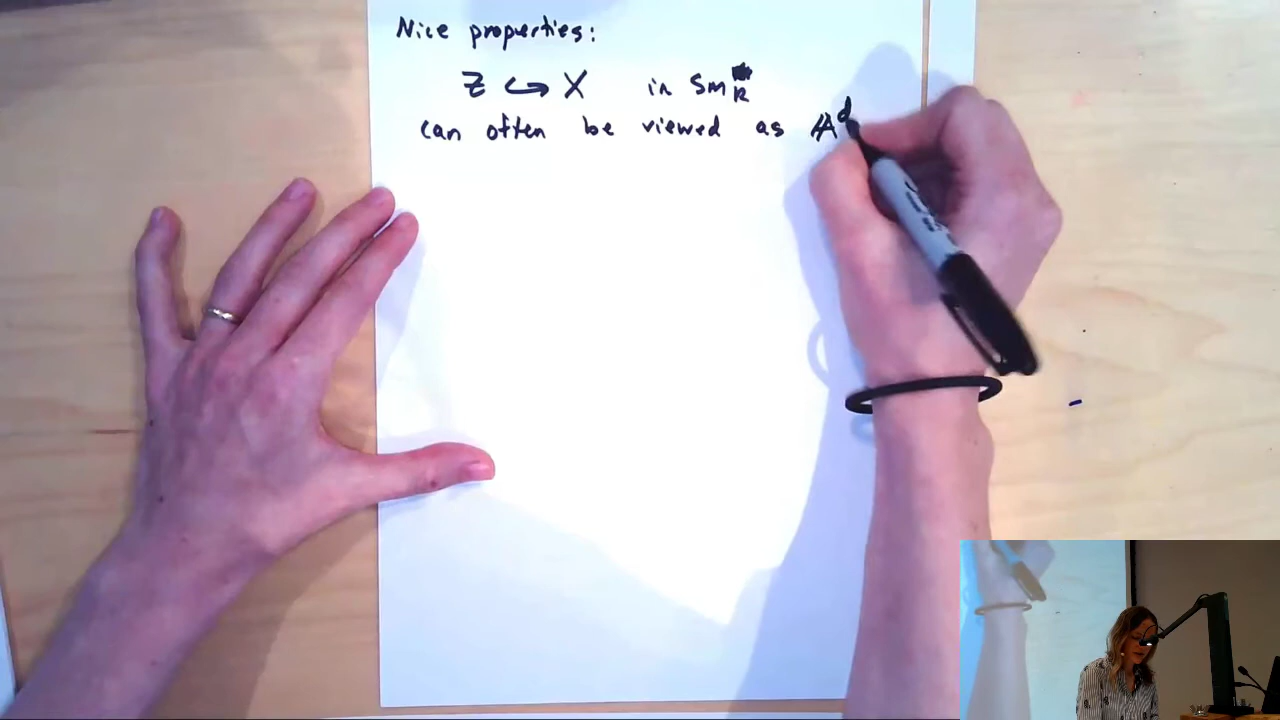 Nice properties:
Z ↪ X in Sm_k
can often be viewed as 𝔸^d